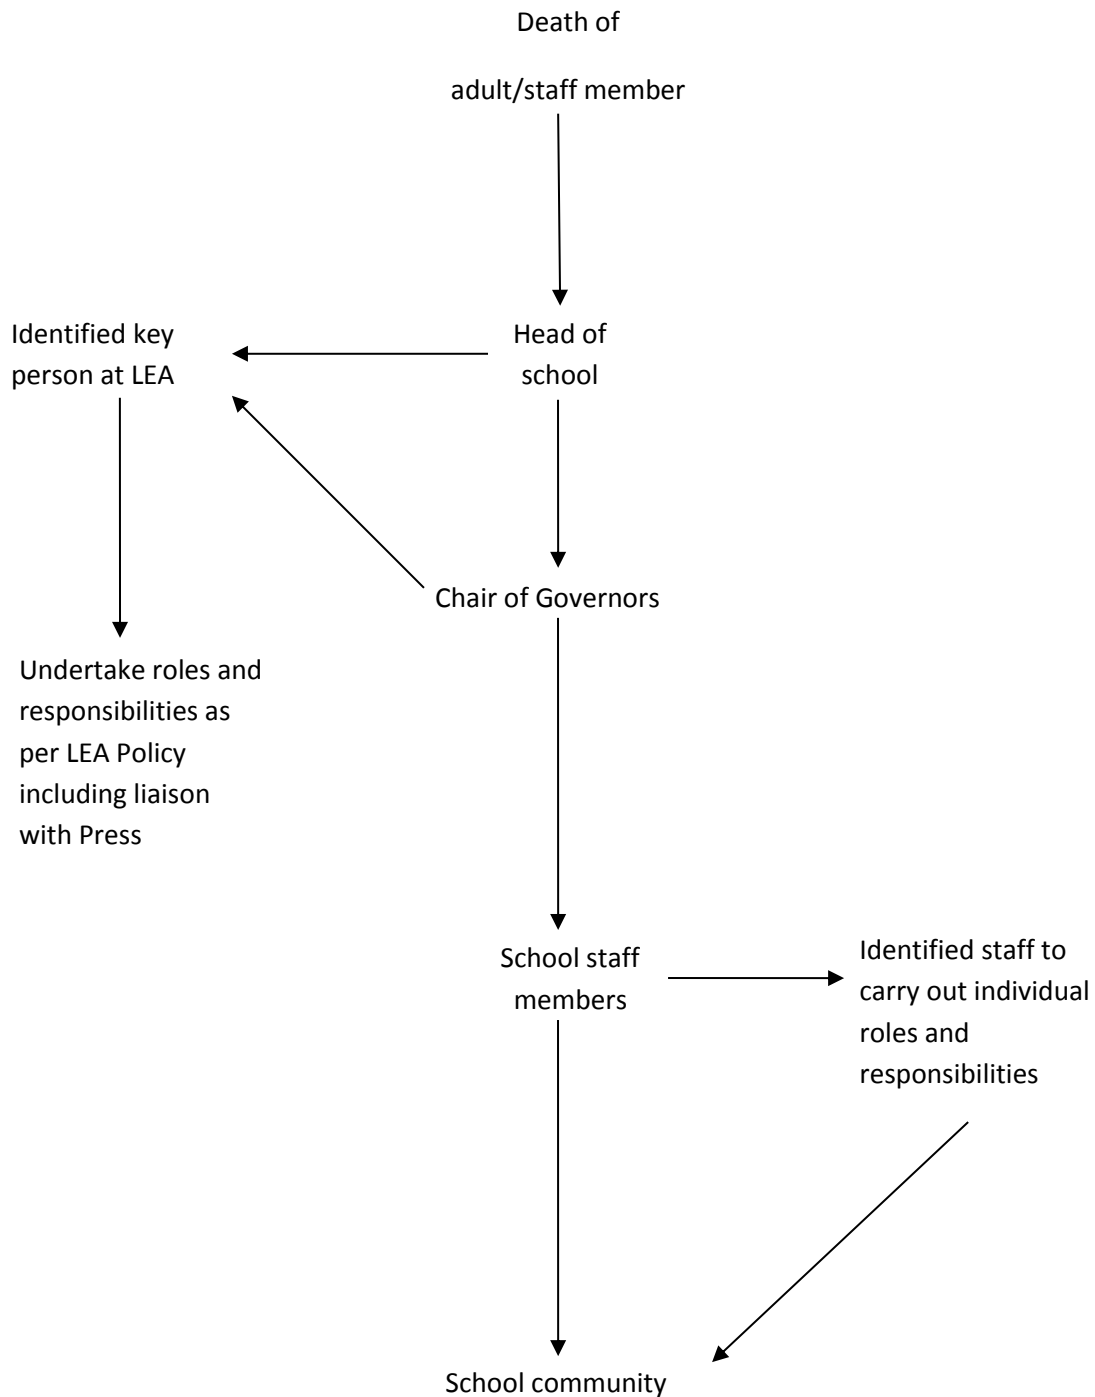 Death of
adult/staff member
Identified key
person at LEA
Head of
school
Chair of Governors
Undertake roles and
responsibilities as
per LEA Policy
including liaison
with Press
School staff
members
Identified staff to
carry out individual
roles and
responsibilities
School community